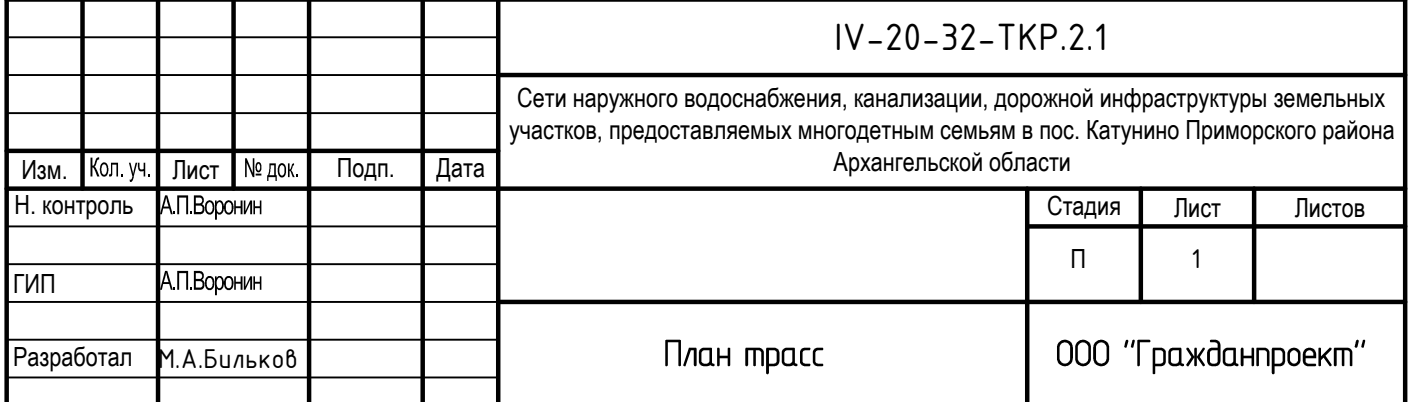 IV-20-32-ТКР.2.1
Сети наружного водоснабжения, канализации, дорожной инфраструктуры земельных
участков, предоставляемых многодетным семьям в пос. Катунино Приморского района
Архангельской области
Изм. Кол. уч. Лист № док. Подп. Дата
Н. контроль А.П.Воронин
Стадия Лист Листов
П 1
ГИП А.П.Воронин
Разработал М.А.Бильков
План трасс
ООО "Гражданпроект"